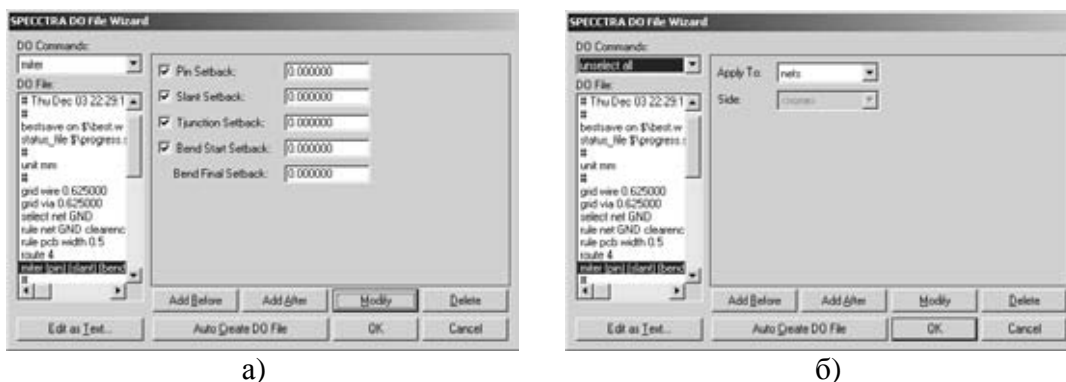 SPECCTRA DO File Wizard
DO Commands:
miter
DO File:
# Thu Dec 03 22:29:1
#
bestsave on $\best.w
status_file $\progress.
#
unit mm
#
grid wire 0.625000
grid via 0.625000
select net GND
rule net GND clearenc
rule pcb width 0.5
route 4
miter (pin) (slant) (bend
#
Pin Setback: 0.000000
Slant Setback: 0.000000
Tjunction Setback: 0.000000
Bend Start Setback: 0.000000
Bend Final Setback: 0.000000
Add Before Add After Modify Delete
Edit as Text... Auto Create DO File OK Cancel
а)
SPECCTRA DO File Wizard
DO Commands:
unselect all
DO File:
# Thu Dec 03 22:29:1
#
bestsave on $\best.w
status_file $\progress.
#
unit mm
#
grid wire 0.625000
grid via 0.625000
select net GND
rule net GND clearenc
rule pcb width 0.5
route 4
miter (pin) (slant) (bend
#
Apply To: nets
Side:
Add Before Add After Modify Delete
Edit as Text... Auto Create DO File OK Cancel
б)